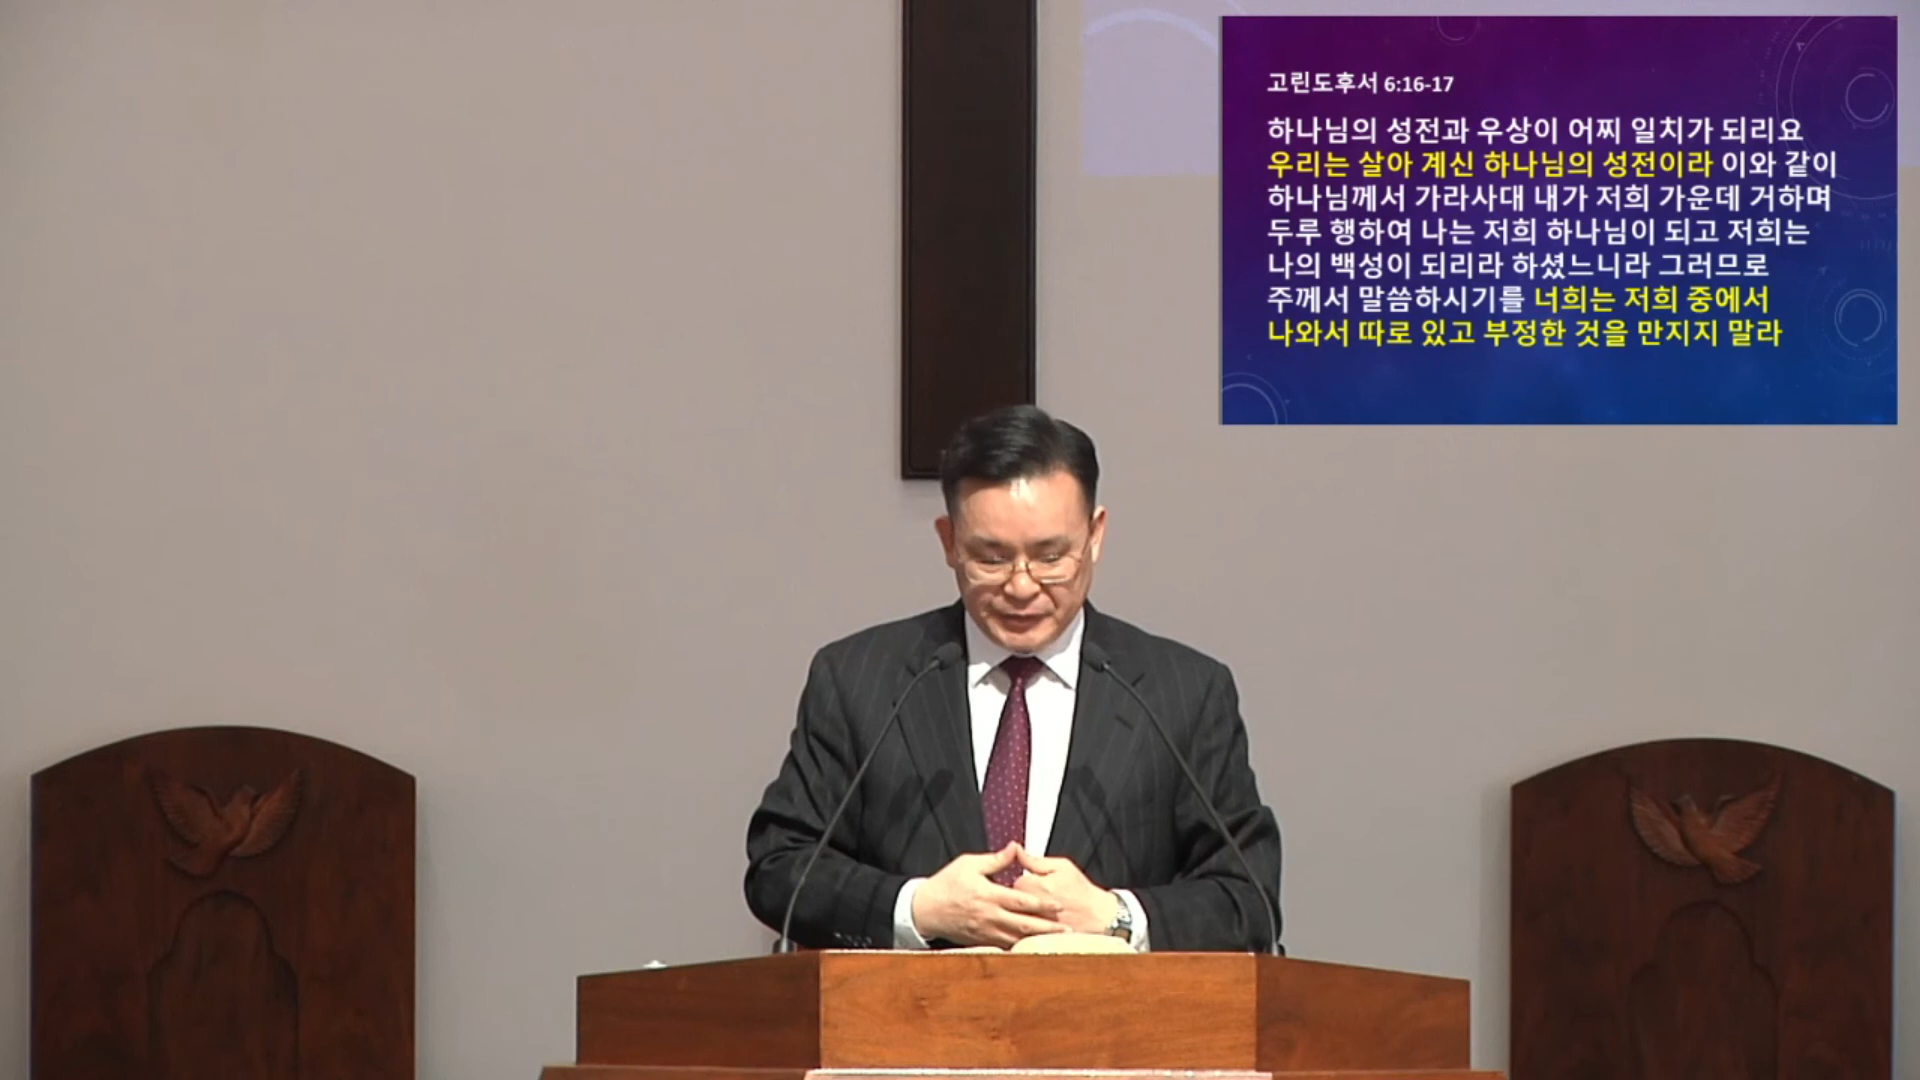 고린도후서 6:16-17
하나님의 성전과 우상이 어찌 일치가 되리요
우리는 살아 계신 하나님의 성전이라 이와 같이
하나님께서 가라사대 내가 저희 가운데 거하며
두루 행하여 나는 저희 하나님이 되고 저희는
나의 백성이 되리라 하셨느니라 그러므로
주께서 말씀하시기를 너희는 저희 중에서
나와서 따로 있고 부정한 것을 만지지 말라